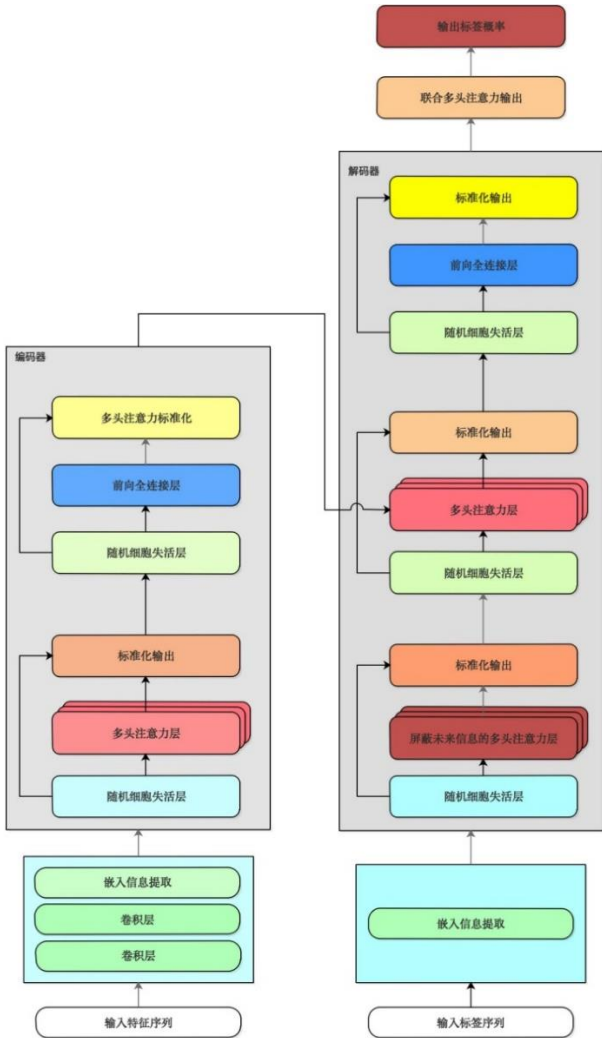 输出标签概率
联合多头注意力输出
解码器
标准化输出
前向全连接层
随机细胞失活层
标准化输出
多头注意力层
随机细胞失活层
标准化输出
屏蔽未来信息的多头注意力层
随机细胞失活层
嵌入信息提取
输入标签序列
编码器
多头注意力标准化
前向全连接层
随机细胞失活层
标准化输出
多头注意力层
随机细胞失活层
嵌入信息提取
卷积层
卷积层
输入特征序列